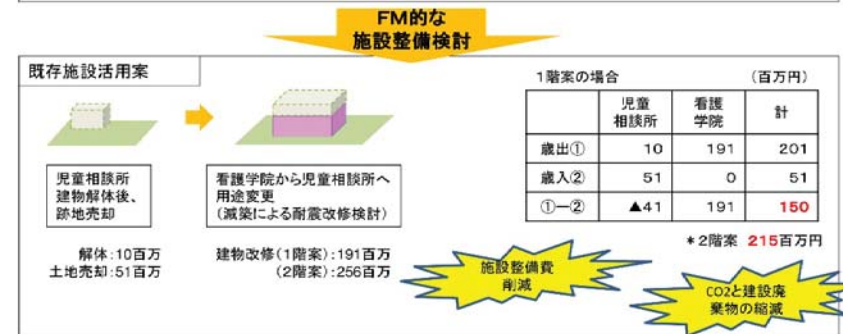 FM的な
施設整備検討
既存施設活用案
児童相談所
建物解体後、
跡地売却
看護学院から児童相談所へ
用途変更
(減築による耐震改修検討)
解体:10百万
土地売却:51百万
建物改修(1階案):191百万
(2階案):256百万
1階案の場合 (百万円)
児童相談所 看護学院 計
歳出① 10 191 201
歳入② 51 0 51
①-② ▲41 191 150
*2階案 215百万円
施設整備費
削減
CO2と建設廃
棄物の縮減